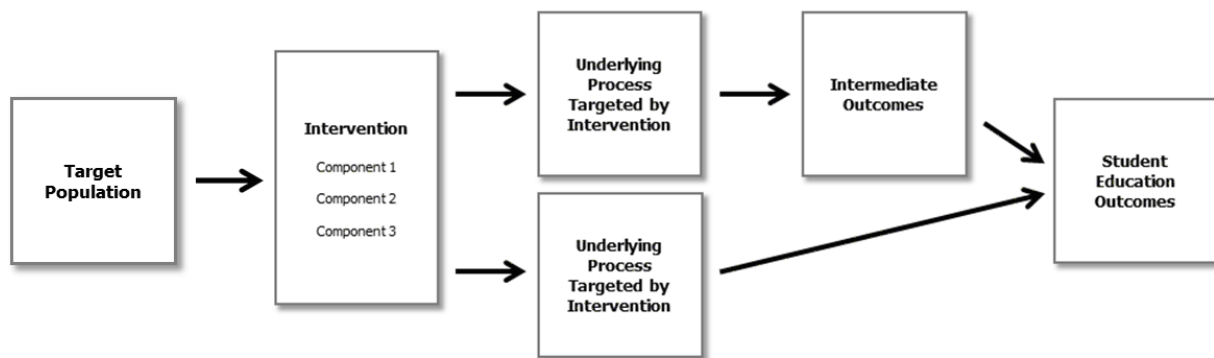 Target
Population
Intervention
Component 1
Component 2
Component 3
Underlying
Process
Targeted by
Intervention
Intermediate
Outcomes
Underlying
Process
Targeted by
Intervention
Student
Education
Outcomes